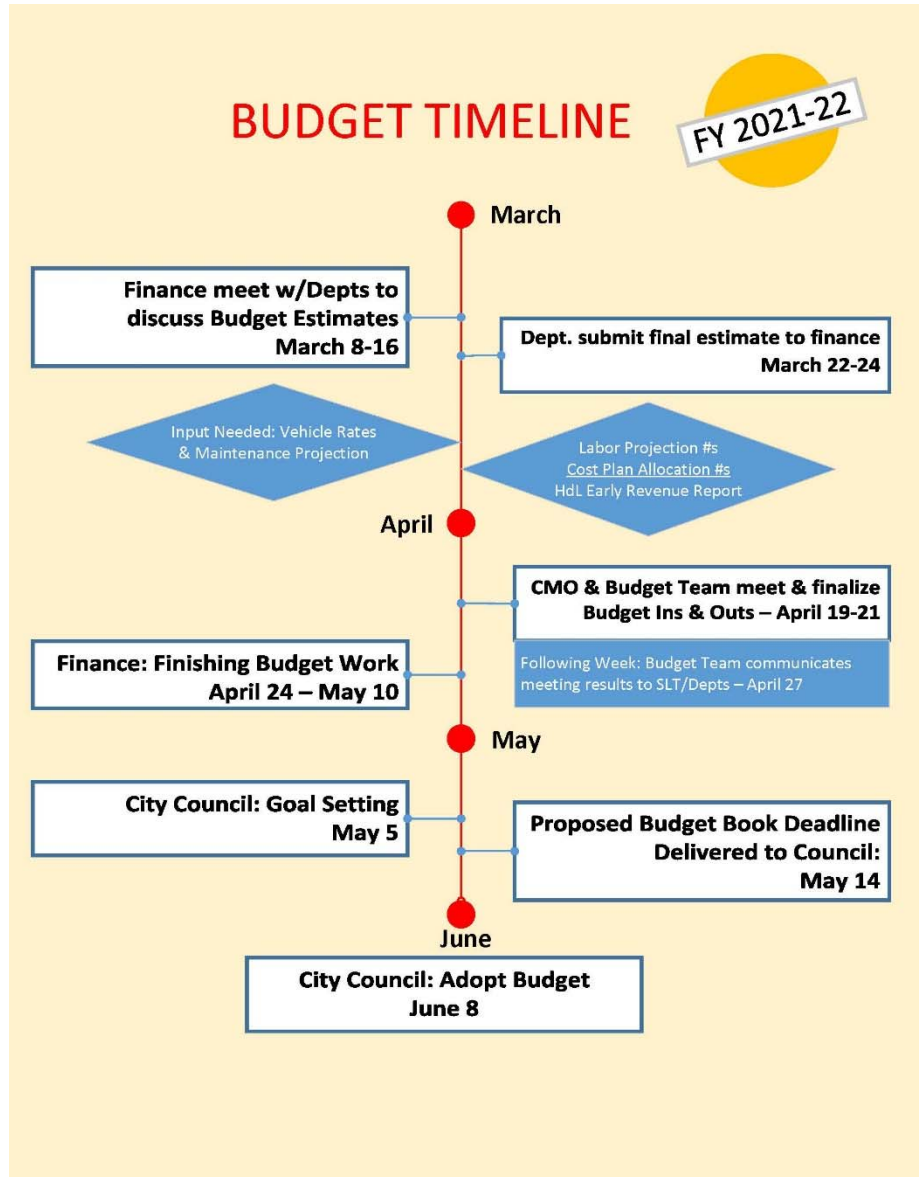 BUDGET TIMELINE
FY 2021-22
March
Finance meet w/Depts to
discuss Budget Estimates
March 8-16
Dept. submit final estimate to finance
March 22-24
Input Needed: Vehicle Rates
& Maintenance Projection
Labor Projection #s
Cost Plan Allocation #s
HdL Early Revenue Report
April
CMO & Budget Team meet & finalize
Budget Ins & Outs – April 19-21
Following Week: Budget Team communicates
meeting results to SLT/Depts – April 27
Finance: Finishing Budget Work
April 24 – May 10
May
City Council: Goal Setting
May 5
Proposed Budget Book Deadline
Delivered to Council:
May 14
June
City Council: Adopt Budget
June 8